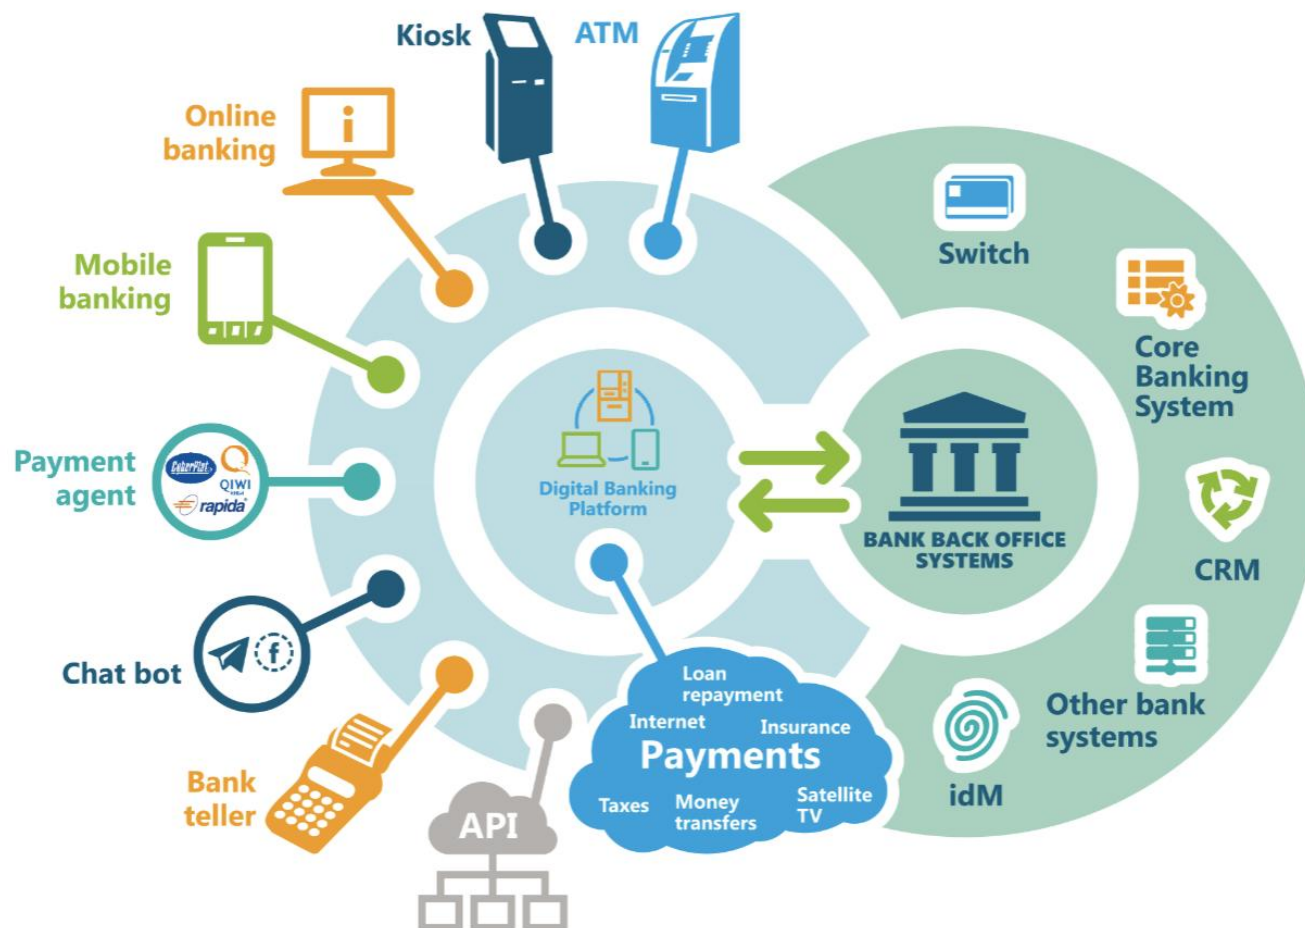 Kiosk
ATM
Online
banking
i
Mobile
banking
Payment
agent
CyberPlat
QIWI
rapida
Chat bot
f
Bank
teller
API
Digital Banking
Platform
Loan
repayment
Internet
Insurance
Payments
Taxes
Money
transfers
Satellite
TV
BANK BACK OFFICE
SYSTEMS
Switch
Core
Banking
System
CRM
Other bank
systems
idM